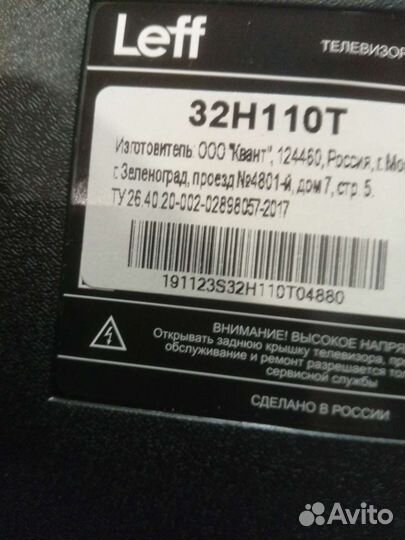 Leff
ТЕЛЕВИЗОР
32H110T
Изготовитель: ООО "Квант", 124460, Россия, г. Мо
г. Зеленоград, проезд №4801-й, дом 7, стр. 5.
ТУ 26.40.20-002-02898057-2017
191123S32H110T04880
ВНИМАНИЕ! ВЫСОКОЕ НАПРЯ
Открывать заднюю крышку телевизора, про
обслуживание и ремонт разрешается то
сервисной службы
СДЕЛАНО В РОССИИ
Avito